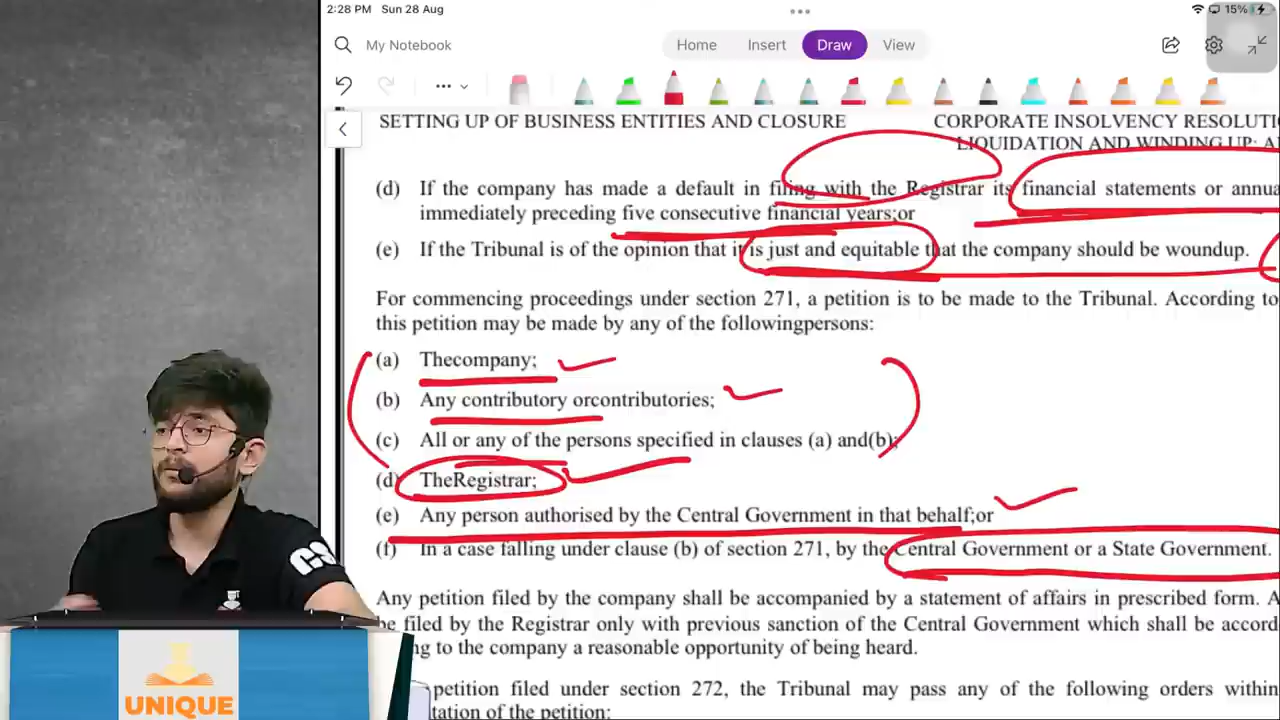 2:28 PM Sun 28 Aug
15%
My Notebook
Home Insert Draw View
SETTING UP OF BUSINESS ENTITIES AND CLOSURE
CORPORATE INSOLVENCY RESOLUTI
LIQUIDATION AND WINDING UP: A
(d) If the company has made a default in filing with the Registrar its financial statements or annua
immediately preceding five consecutive financial years;or
(e) If the Tribunal is of the opinion that it is just and equitable that the company should be woundup.
For commencing proceedings under section 271, a petition is to be made to the Tribunal. According to
this petition may be made by any of the followingpersons:
(a) Thecompany;
(b) Any contributory orcontributories;
(c) All or any of the persons specified in clauses (a) and(b);
(d) TheRegistrar;
(e) Any person authorised by the Central Government in that behalf;or
(f) In a case falling under clause (b) of section 271, by the Central Government or a State Government.
Any petition filed by the company shall be accompanied by a statement of affairs in prescribed form. A
be filed by the Registrar only with previous sanction of the Central Government which shall be accord
ng to the company a reasonable opportunity of being heard.
petition filed under section 272, the Tribunal may pass any of the following orders within
tation of the petition:
CS
UNIQUE